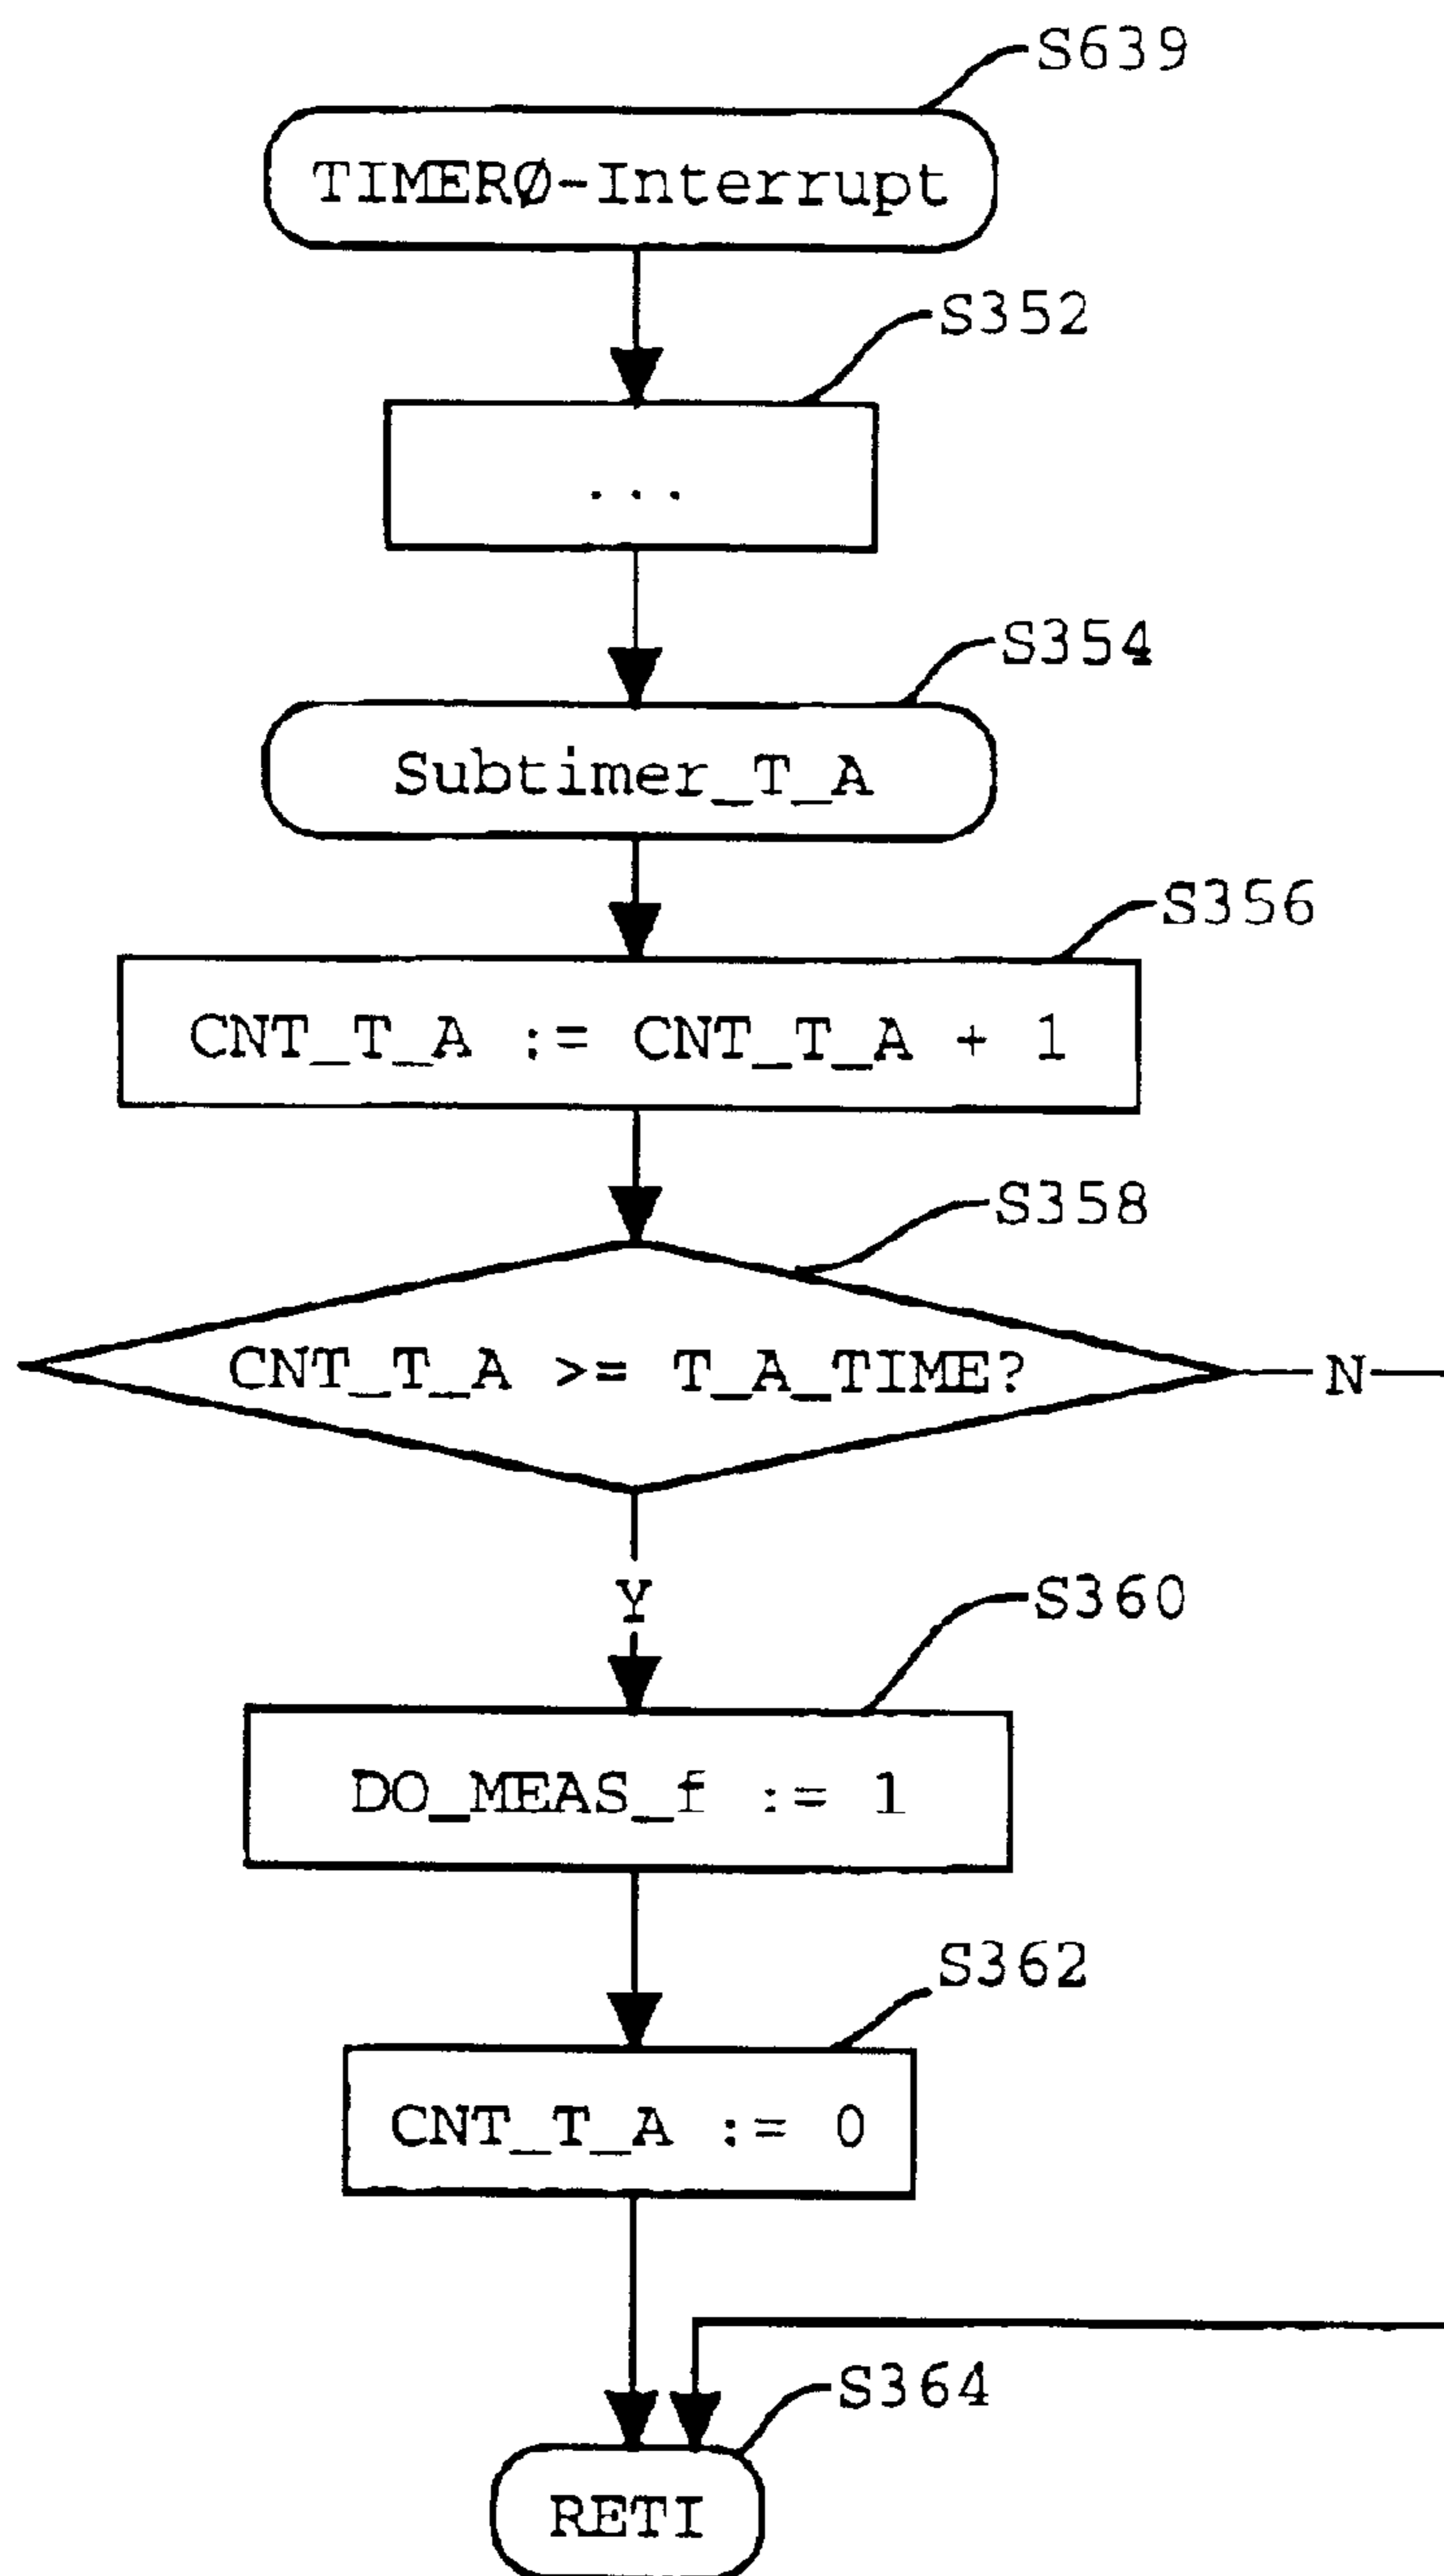 S639
TIMERØ-Interrupt
S352
...
S354
Subtimer_T_A
S356
CNT_T_A := CNT_T_A + 1
S358
CNT_T_A >= T_A_TIME?
N
Y
S360
DO_MEAS_f := 1
S362
CNT_T_A := 0
S364
RETI